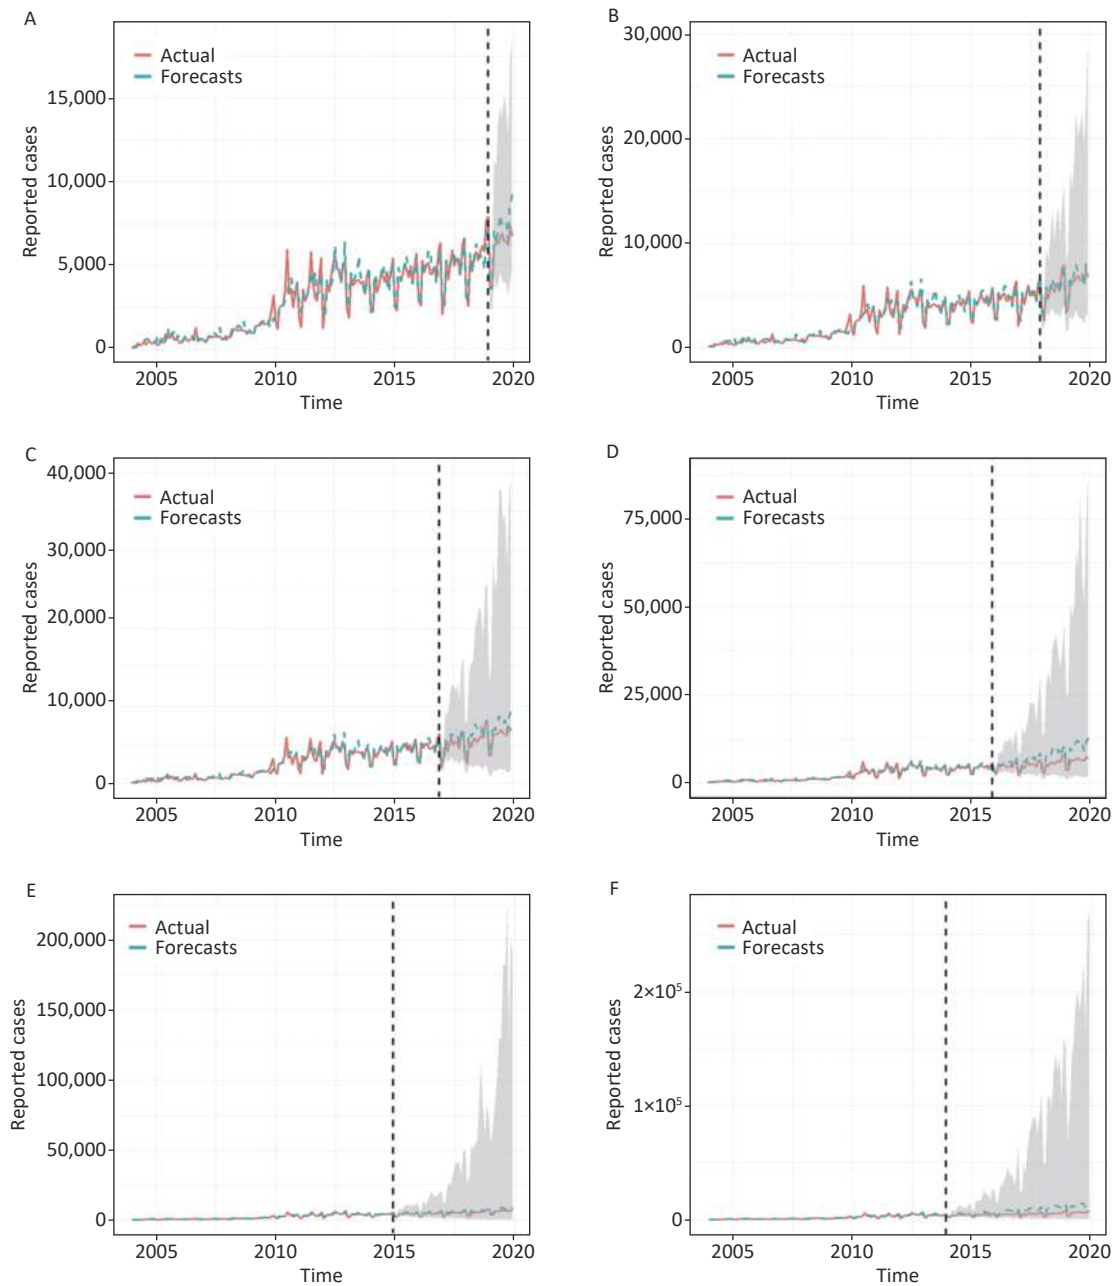 A
Reported cases
15,000
10,000
5,000
0
Actual
Forecasts
2005 2010 2015 2020
Time
B
Reported cases
30,000
20,000
10,000
0
Actual
Forecasts
2005 2010 2015 2020
Time
C
Reported cases
40,000
30,000
20,000
10,000
0
Actual
Forecasts
2005 2010 2015 2020
Time
D
Reported cases
75,000
50,000
25,000
0
Actual
Forecasts
2005 2010 2015 2020
Time
E
Reported cases
200,000
150,000
100,000
50,000
0
Actual
Forecasts
2005 2010 2015 2020
Time
F
Reported cases
2×10⁵
1×10⁵
0
Actual
Forecasts
2005 2010 2015 2020
Time